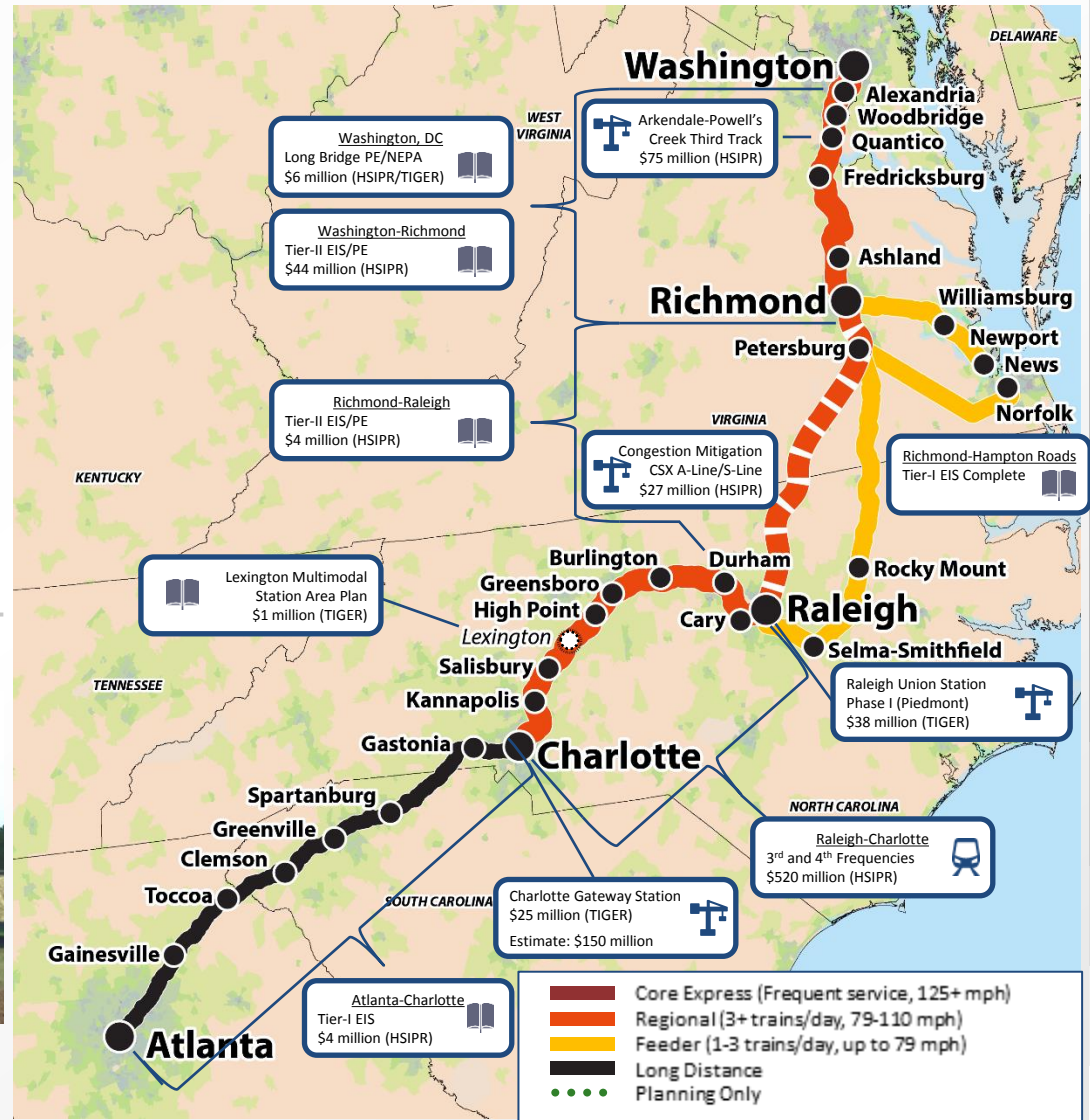 DELAWARE
Washington
WEST
VIRGINIA
Alexandria
Woodbridge
Quantico
Fredricksburg
Arkendale-Powell’s
Creek Third Track
$75 million (HSIPR)
Washington, DC
Long Bridge PE/NEPA
$6 million (HSIPR/TIGER)
Washington-Richmond
Tier-II EIS/PE
$44 million (HSIPR)
Ashland
Richmond
Williamsburg
Newport
News
Petersburg
Norfolk
Richmond-Raleigh
Tier-II EIS/PE
$4 million (HSIPR)
VIRGINIA
Congestion Mitigation
CSX A-Line/S-Line
$27 million (HSIPR)
Richmond-Hampton Roads
Tier-I EIS Complete
KENTUCKY
Lexington Multimodal
Station Area Plan
$1 million (TIGER)
Burlington
Durham
Greensboro
High Point
Rocky Mount
Raleigh
Cary
Lexington
Selma-Smithfield
Salisbury
TENNESSEE
Kannapolis
Raleigh Union Station
Phase I (Piedmont)
$38 million (TIGER)
Gastonia
Charlotte
Spartanburg
NORTH CAROLINA
Greenville
Raleigh-Charlotte
3rd and 4th Frequencies
$520 million (HSIPR)
Clemson
Toccoa
SOUTH CAROLINA
Charlotte Gateway Station
$25 million (TIGER)
Estimate: $150 million
Gainesville
Atlanta-Charlotte
Tier-I EIS
$4 million (HSIPR)
Atlanta
Core Express (Frequent service, 125+ mph)
Regional (3+ trains/day, 79-110 mph)
Feeder (1-3 trains/day, up to 79 mph)
Long Distance
Planning Only